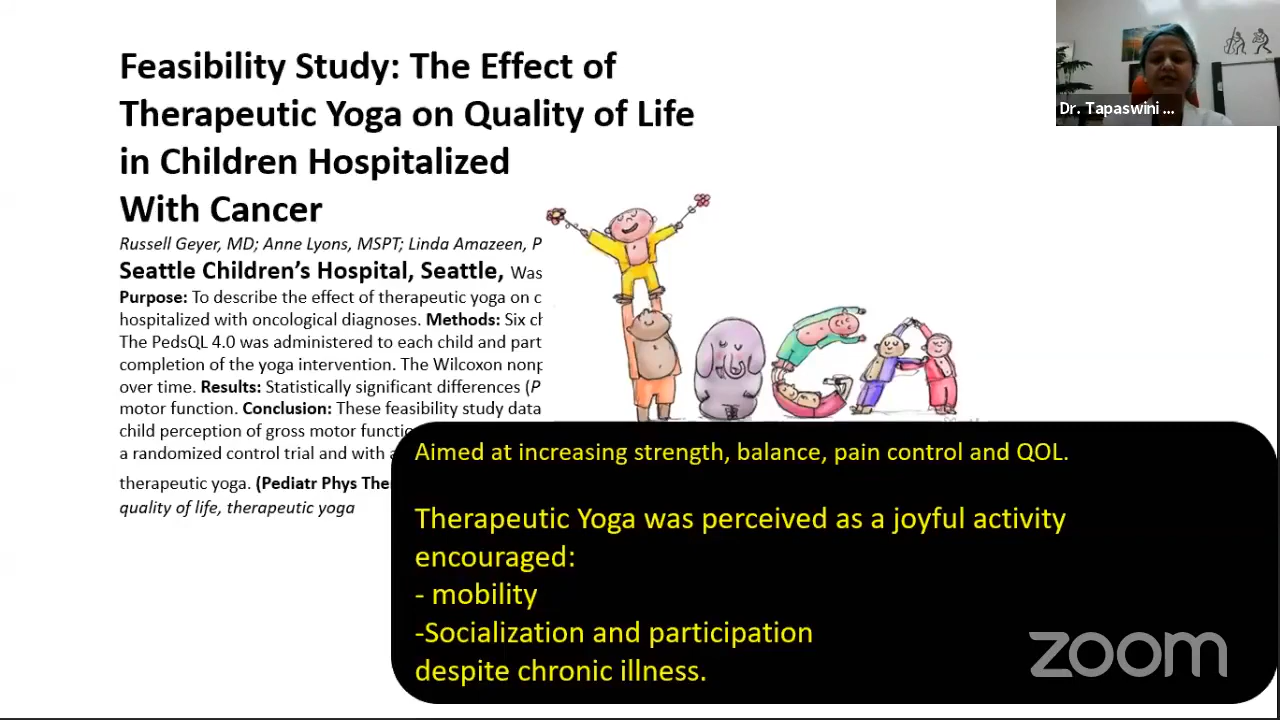 Feasibility Study: The Effect of
Therapeutic Yoga on Quality of Life
in Children Hospitalized
With Cancer
Russell Geyer, MD; Anne Lyons, MSPT; Linda Amazeen, P
Seattle Children's Hospital, Seattle, Was
Purpose: To describe the effect of therapeutic yoga on c
hospitalized with oncological diagnoses. Methods: Six ch
The PedsQL 4.0 was administered to each child and part
completion of the yoga intervention. The Wilcoxon nonp
over time. Results: Statistically significant differences (P
motor function. Conclusion: These feasibility study data
child perception of gross motor functio
a randomized control trial and with a
therapeutic yoga. (Pediatr Phys The
quality of life, therapeutic yoga
YOGA
Aimed at increasing strength, balance, pain control and QOL.
Therapeutic Yoga was perceived as a joyful activity
encouraged:
- mobility
-Socialization and participation
despite chronic illness.
Dr. Tapaswini ...
zoom